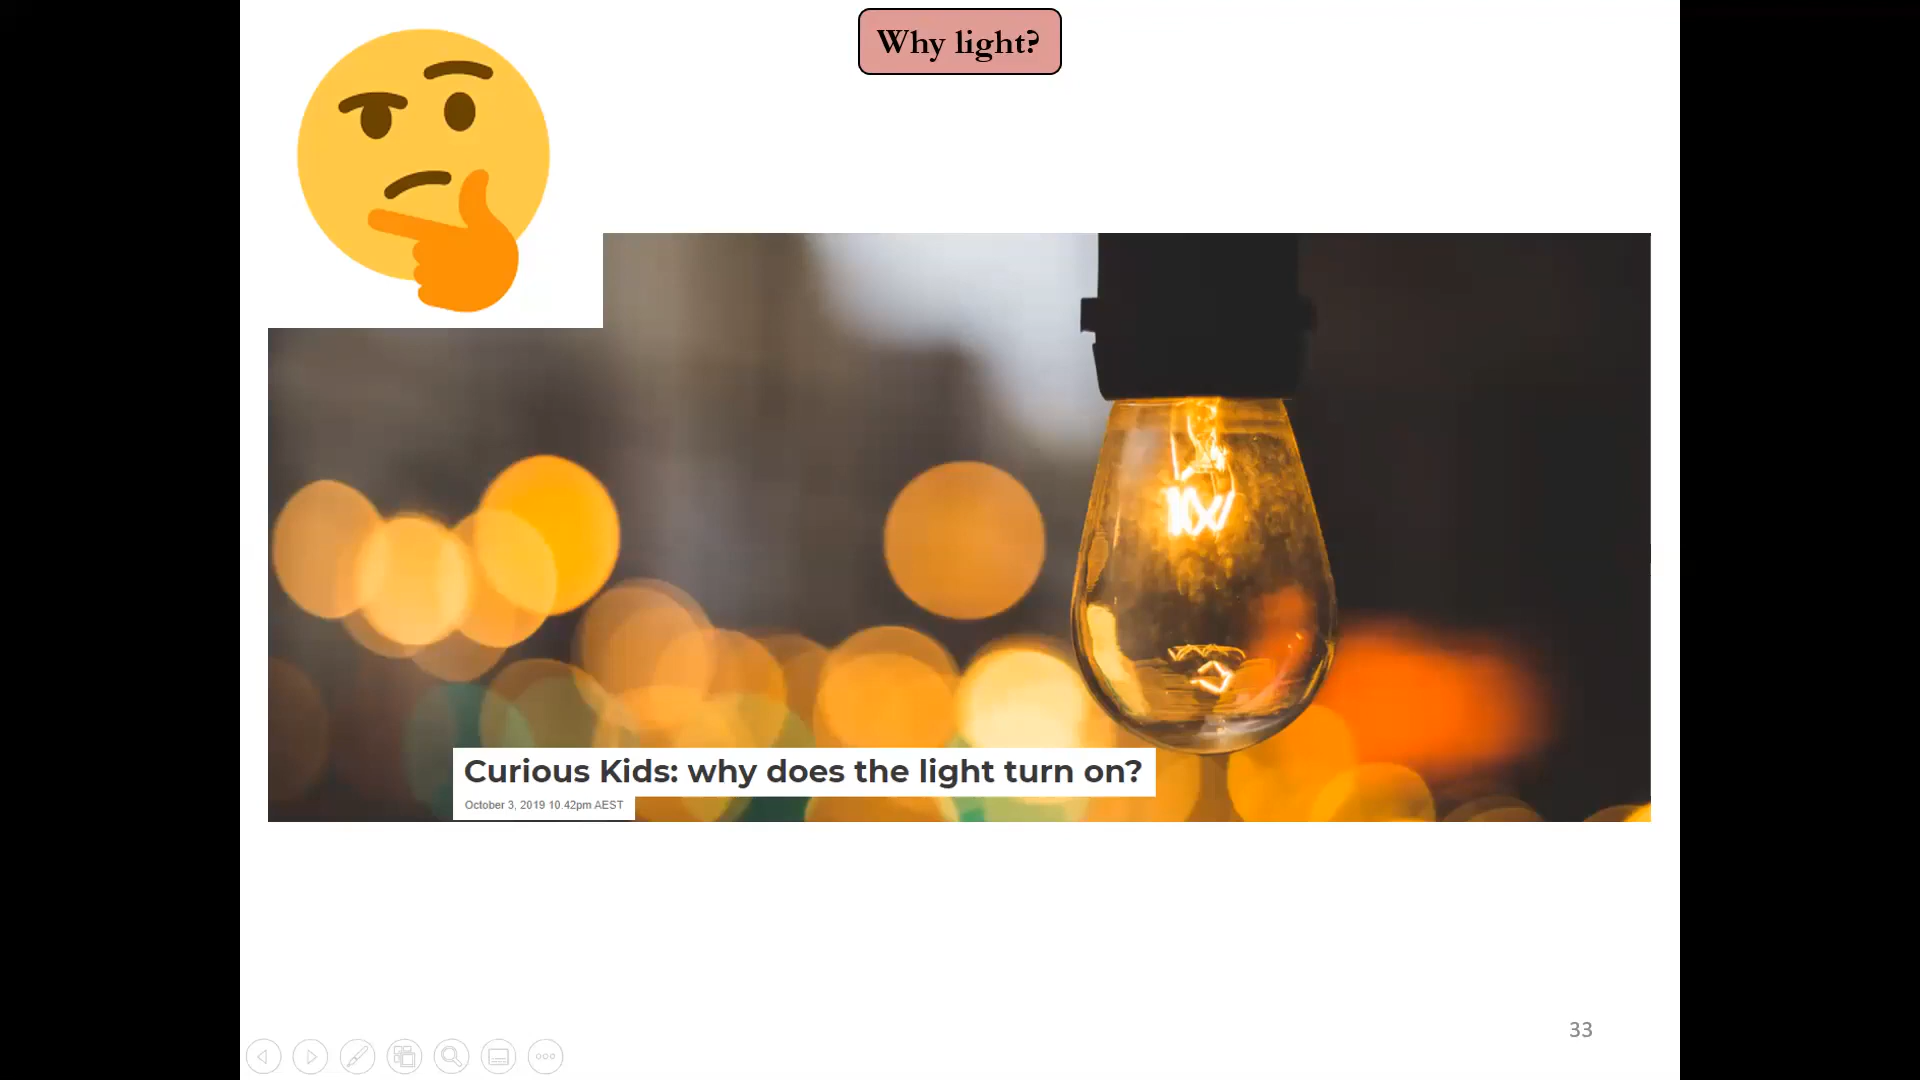 Why light?
Curious Kids: why does the light turn on?
October 3, 2019 10.42pm AEST
33